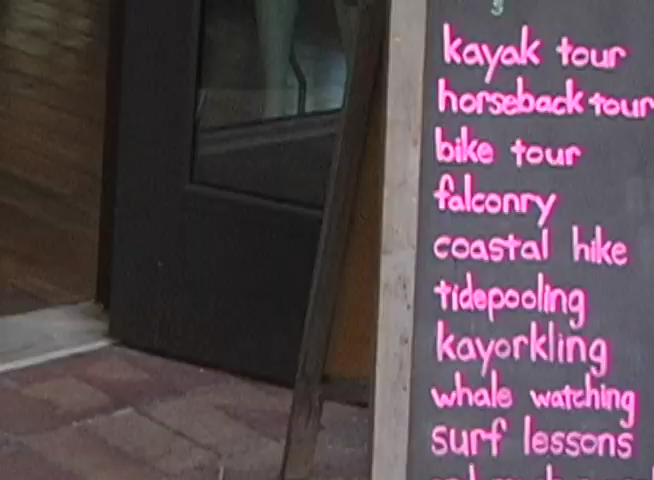 kayak tour
horseback tour
bike tour
falconry
coastal hike
tidepooling
kayorkling
whale watching
surf lessons